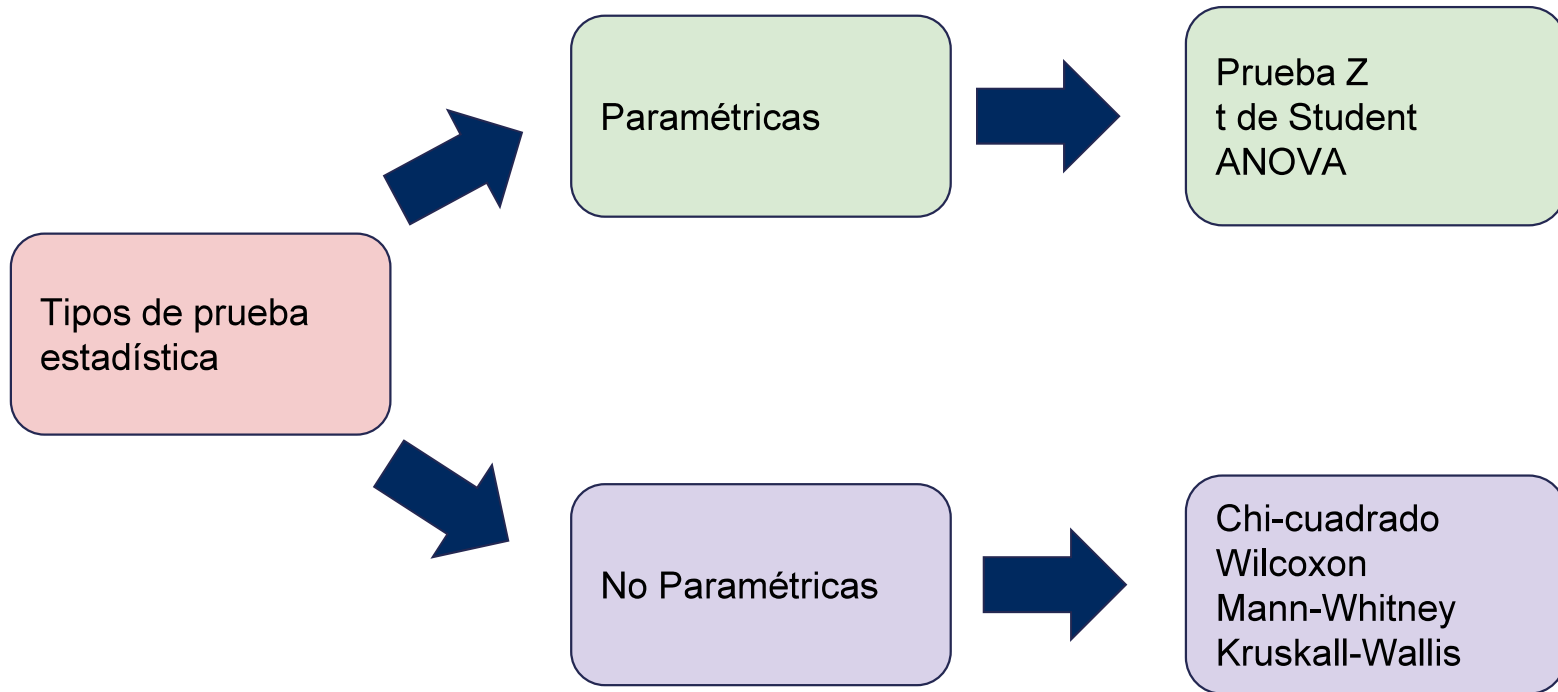 Tipos de prueba
estadística
Paramétricas
Prueba Z
t de Student
ANOVA
No Paramétricas
Chi-cuadrado
Wilcoxon
Mann-Whitney
Kruskall-Wallis